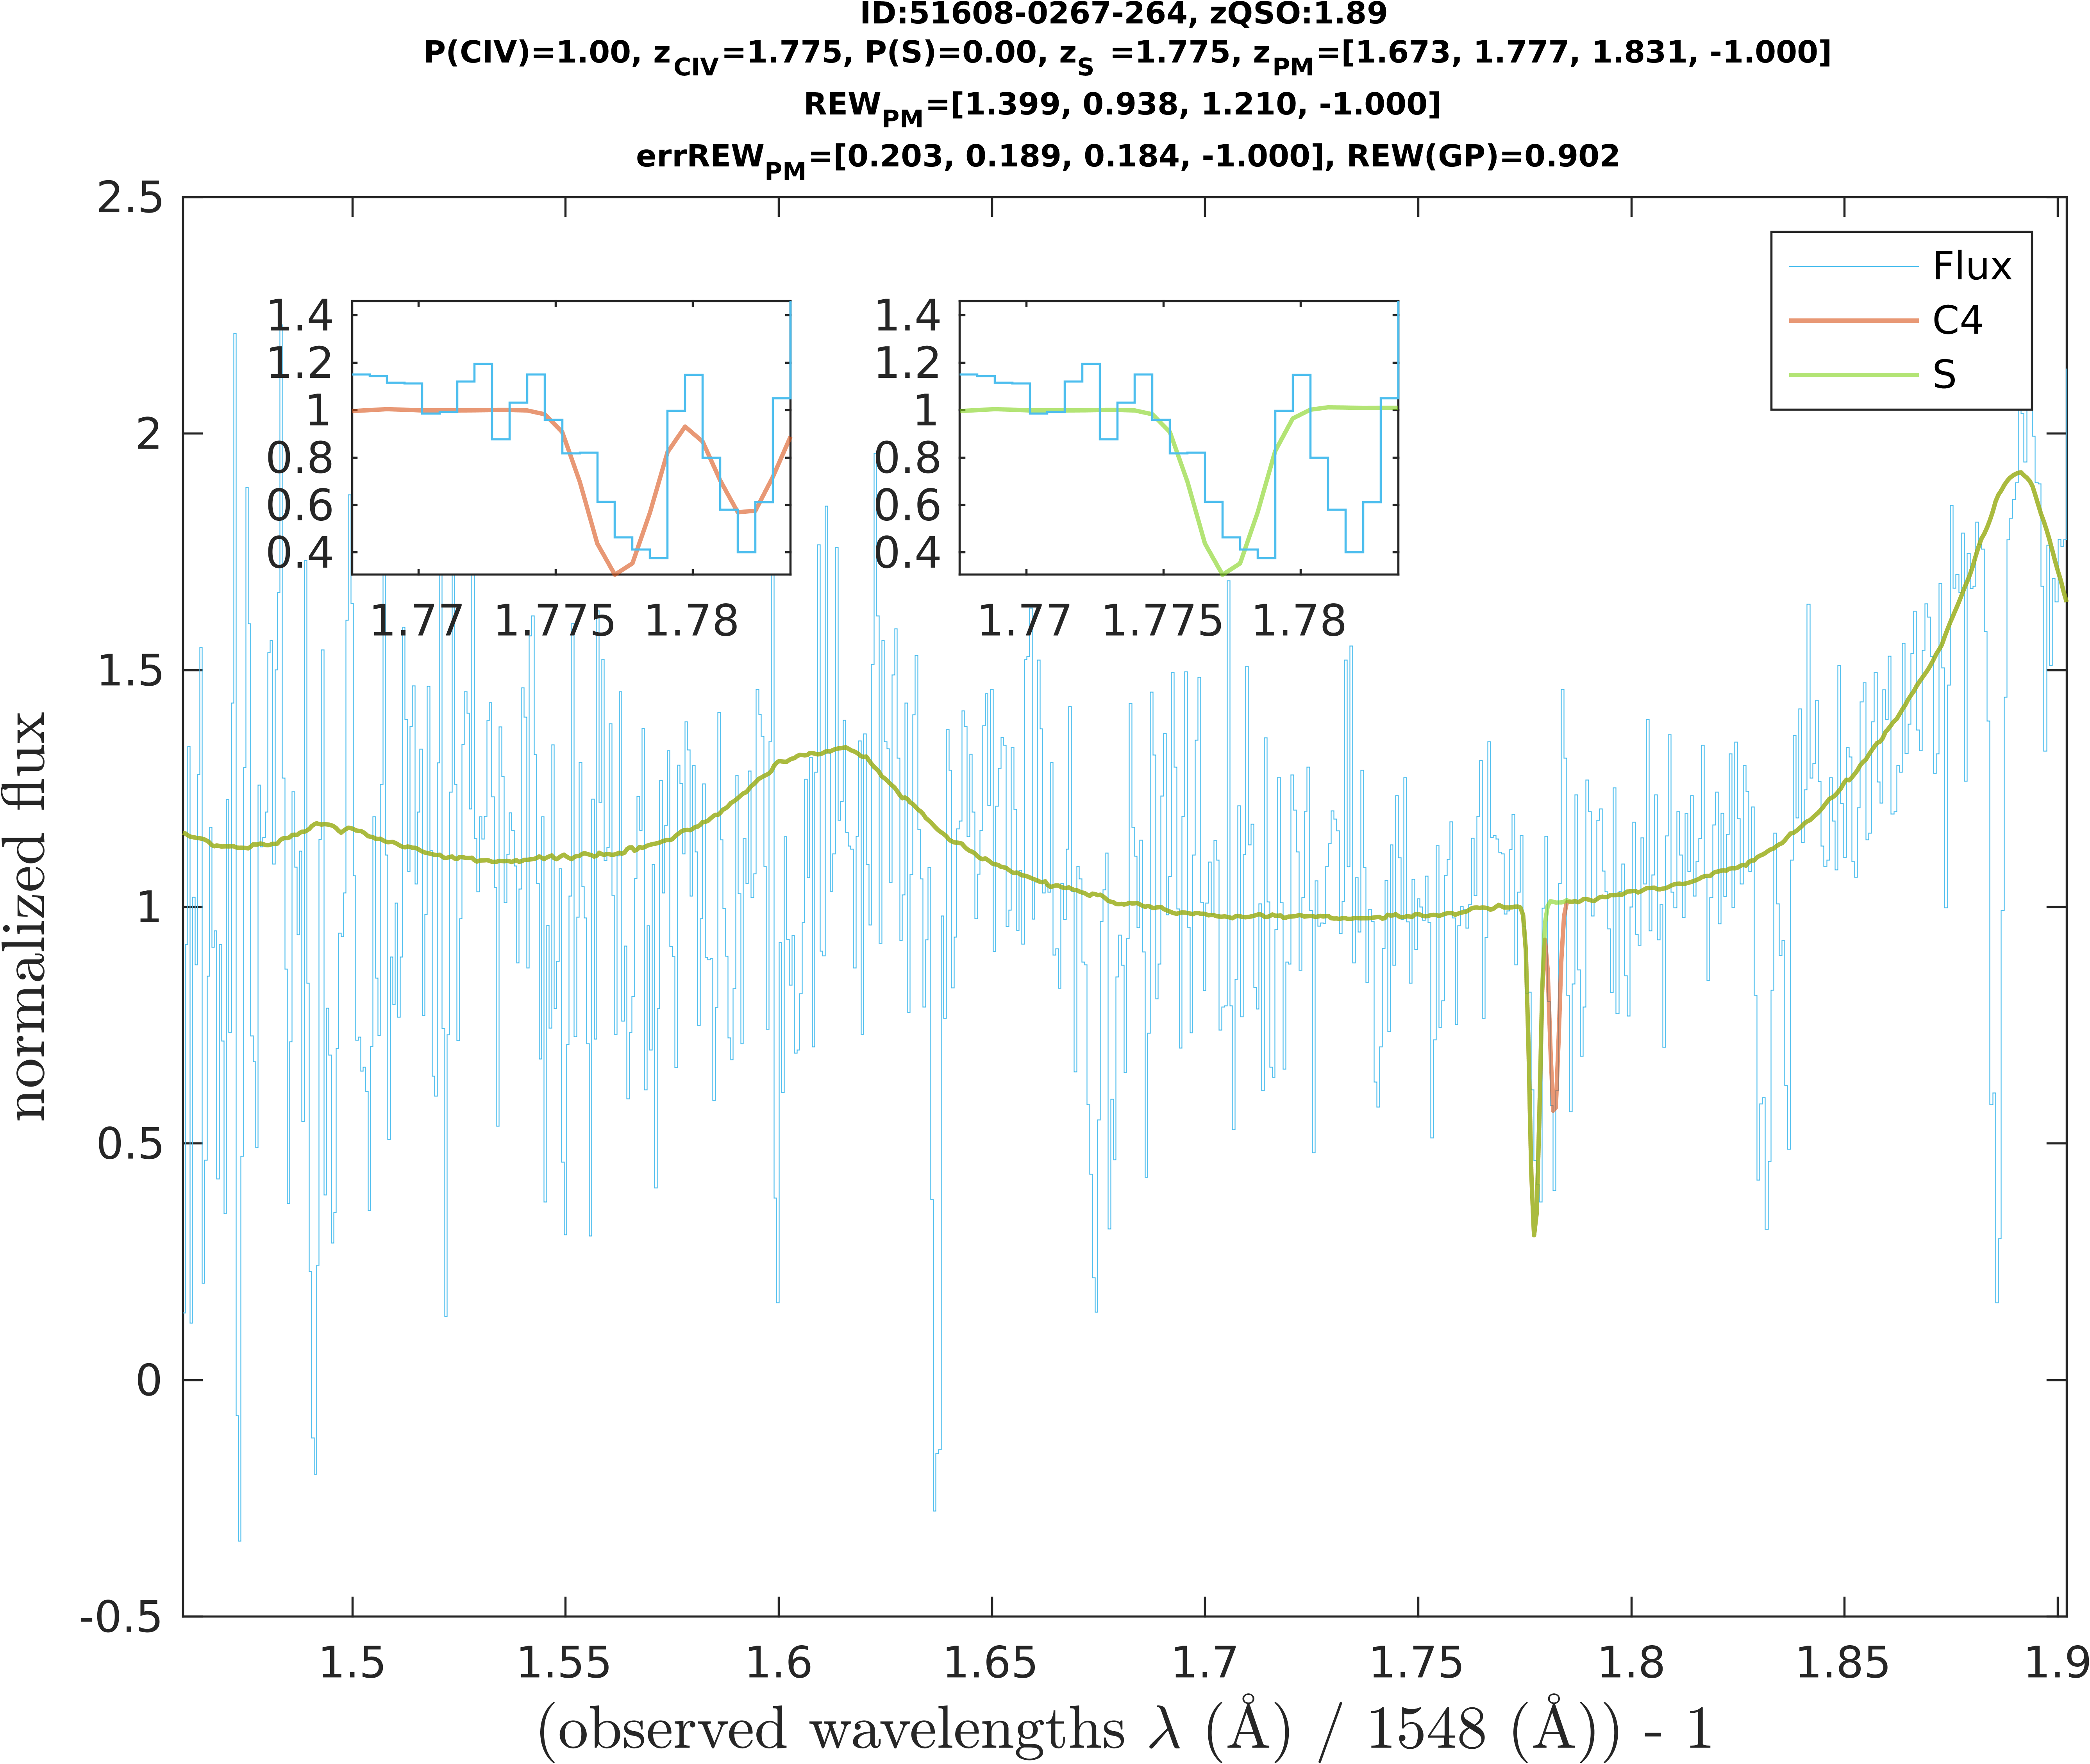 ID:51608-0267-264, zQSO:1.89
P(CIV)=1.00, zCIV=1.775, P(S)=0.00, zS =1.775, zPM=[1.673, 1.777, 1.831, -1.000]
REWPM=[1.399, 0.938, 1.210, -1.000]
errREWPM=[0.203, 0.189, 0.184, -1.000], REW(GP)=0.902
2.5
2
1.5
1
0.5
0
-0.5
normalized flux
1.4
1.2
1
0.8
0.6
0.4
1.77 1.775 1.78
1.4
1.2
1
0.8
0.6
0.4
1.77 1.775 1.78
Flux
C4
S
1.5 1.55 1.6 1.65 1.7 1.75 1.8 1.85 1.9
(observed wavelengths λ (Å) / 1548 (Å)) - 1